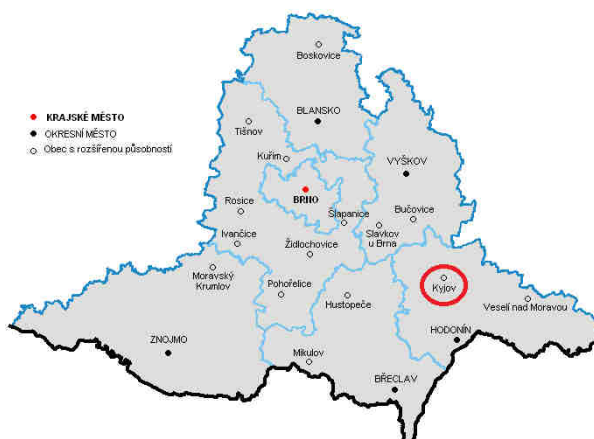 Boskovice
KRAJSKÉ MĚSTO
OKRESNÍ MĚSTO
Obec s rozšířenou působností
BLANSKO
Tišnov
Kuřim
VYŠKOV
BRNO
Rosice
Šlapanice
Bučovice
Slavkov
u Brna
Ivančice
Židlochovice
Moravský
Krumlov
Pohořelice
Hustopeče
Kyjov
Veselí nad Moravou
ZNOJMO
HODONÍN
Mikulov
BŘECLAV